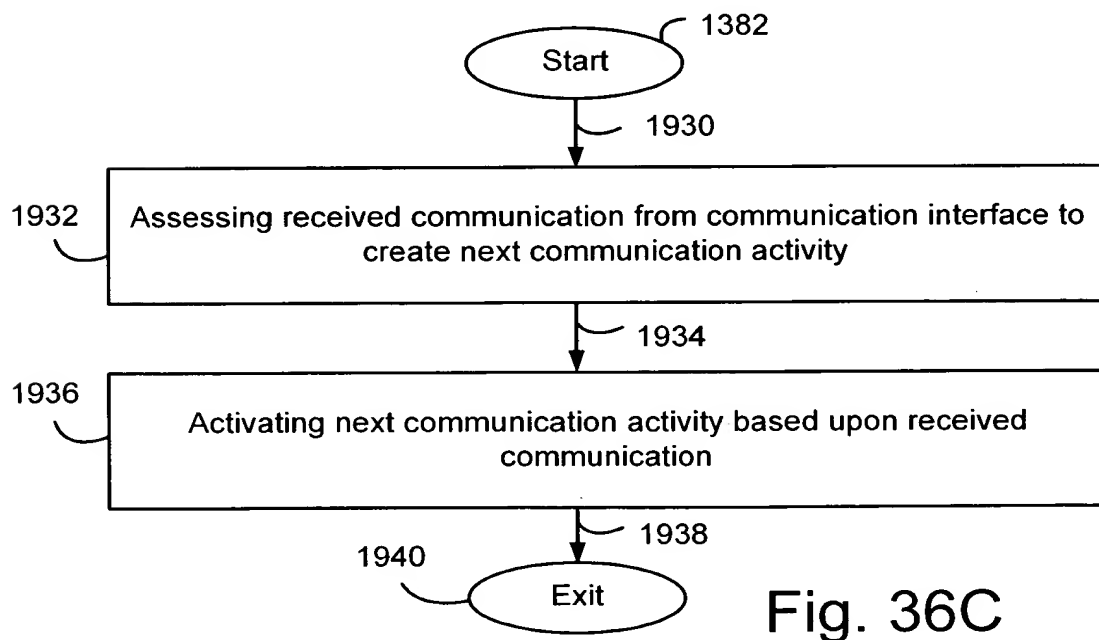 1382
Start
1930
1932
Assessing received communication from communication interface to
create next communication activity
1934
1936
Activating next communication activity based upon received
communication
1938
1940
Exit
Fig. 36C